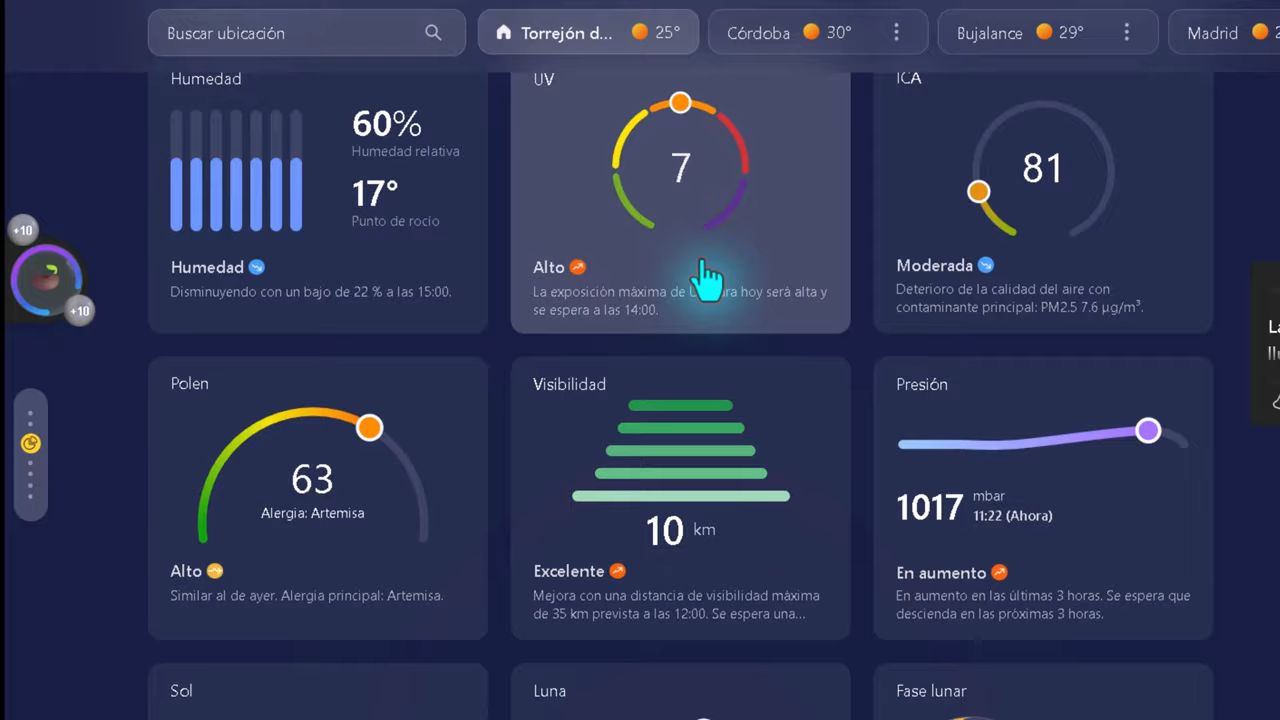 Buscar ubicación
Torrejón d... 25°
Córdoba 30°
Bujalance 29°
Madrid
Humedad
60%
Humedad relativa
17°
Punto de rocío
Humedad
Disminuyendo con un bajo de 22 % a las 15:00.
UV
7
Alto
La exposición máxima de hoy será alta y
se espera a las 14:00.
ICA
81
Moderada
Deterioro de la calidad del aire con
contaminante principal: PM2.5 7.6 µg/m³.
+10
+10
Polen
63
Alergia: Artemisa
Alto
Similar al de ayer. Alergia principal: Artemisa.
Visibilidad
10 km
Excelente
Mejora con una distancia de visibilidad máxima
de 35 km prevista a las 12:00. Se espera una...
Presión
1017 mbar
11:22 (Ahora)
En aumento
En aumento en las últimas 3 horas. Se espera que
descienda en las próximas 3 horas.
Sol
Luna
Fase lunar